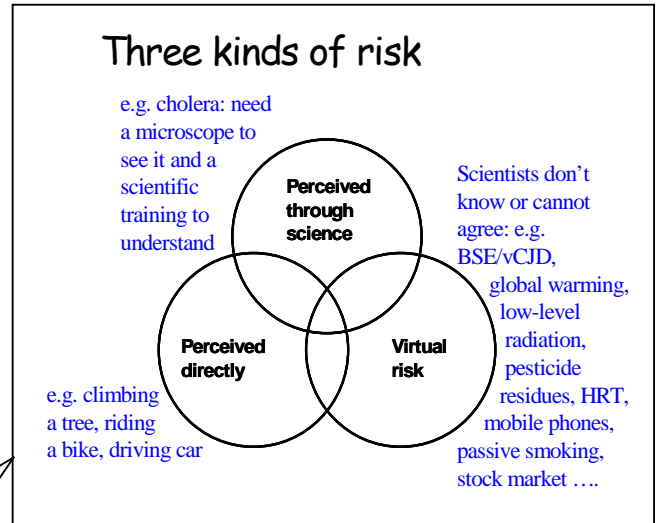 Three kinds of risk
e.g. cholera: need
a microscope to
see it and a
scientific
training to
understand
Perceived
through
science
Scientists don't
know or cannot
agree: e.g.
BSE/vCJD,
global warming,
low-level
radiation,
pesticide
residues, HRT,
mobile phones,
passive smoking,
stock market ….
Perceived
directly
Virtual
risk
e.g. climbing
a tree, riding
a bike, driving car